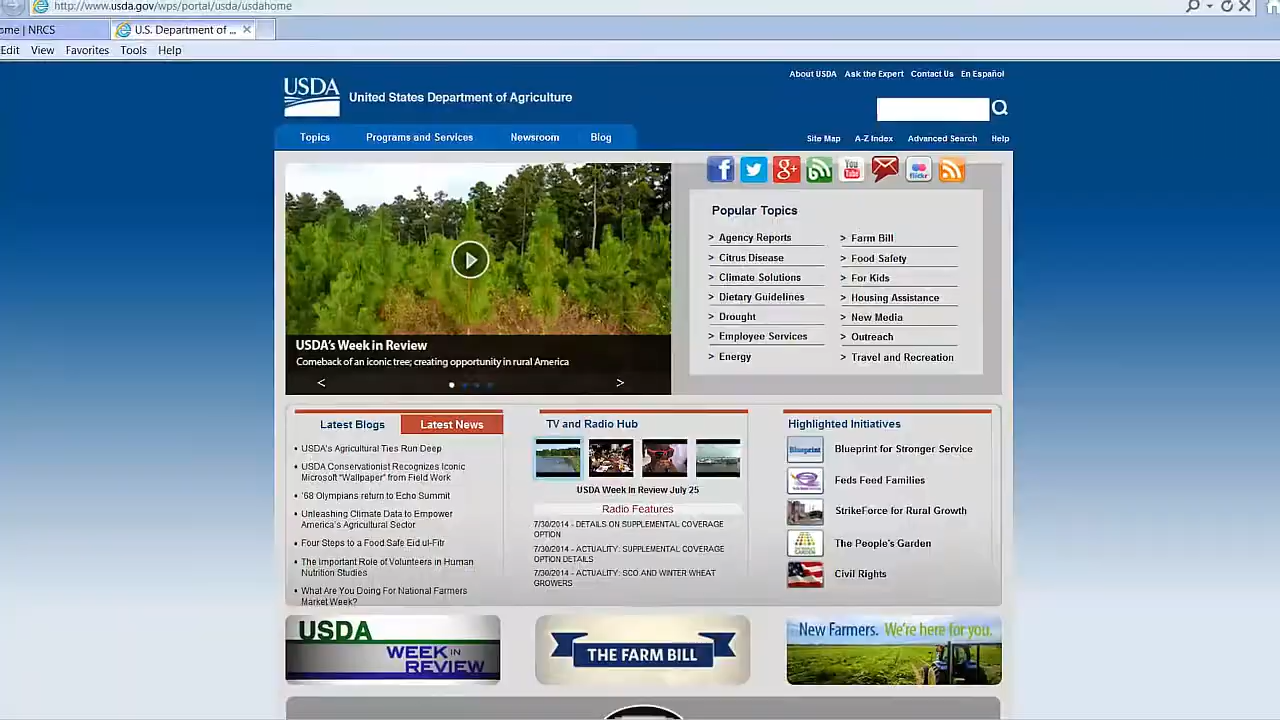 http://www.usda.gov/wps/portal/usda/usdahome
ome | NRCS
U.S. Department of ...
Edit View Favorites Tools Help
About USDA Ask the Expert Contact Us En Español
USDA
United States Department of Agriculture
Topics Programs and Services Newsroom Blog
Site Map A-Z Index Advanced Search Help
You Tube
flickr
Popular Topics
> Agency Reports
> Citrus Disease
> Climate Solutions
> Dietary Guidelines
> Drought
> Employee Services
> Energy
> Farm Bill
> Food Safety
> For Kids
> Housing Assistance
> New Media
> Outreach
> Travel and Recreation
USDA's Week in Review
Comeback of an iconic tree; creating opportunity in rural America
< >
Latest Blogs Latest News
• USDA's Agricultural Ties Run Deep
• USDA Conservationist Recognizes Iconic
Microsoft "Wallpaper" from Field Work
• '68 Olympians return to Echo Summit
• Unleashing Climate Data to Empower
America's Agricultural Sector
• Four Steps to a Food Safe Eid ul-Fitr
• The Important Role of Volunteers in Human
Nutrition Studies
• What Are You Doing For National Farmers
Market Week?
TV and Radio Hub
USDA Week In Review July 25
Radio Features
7/30/2014 - DETAILS ON SUPPLEMENTAL COVERAGE
OPTION
7/30/2014 - ACTUALITY: SUPPLEMENTAL COVERAGE
OPTION DETAILS
7/30/2014 - ACTUALITY: SCO AND WINTER WHEAT
GROWERS
Highlighted Initiatives
Blueprint
Blueprint for Stronger Service
Feds Feed Families
StrikeForce for Rural Growth
The People's Garden
Civil Rights
USDA
WEEK IN
REVIEW
THE FARM BILL
New Farmers. We're here for you.